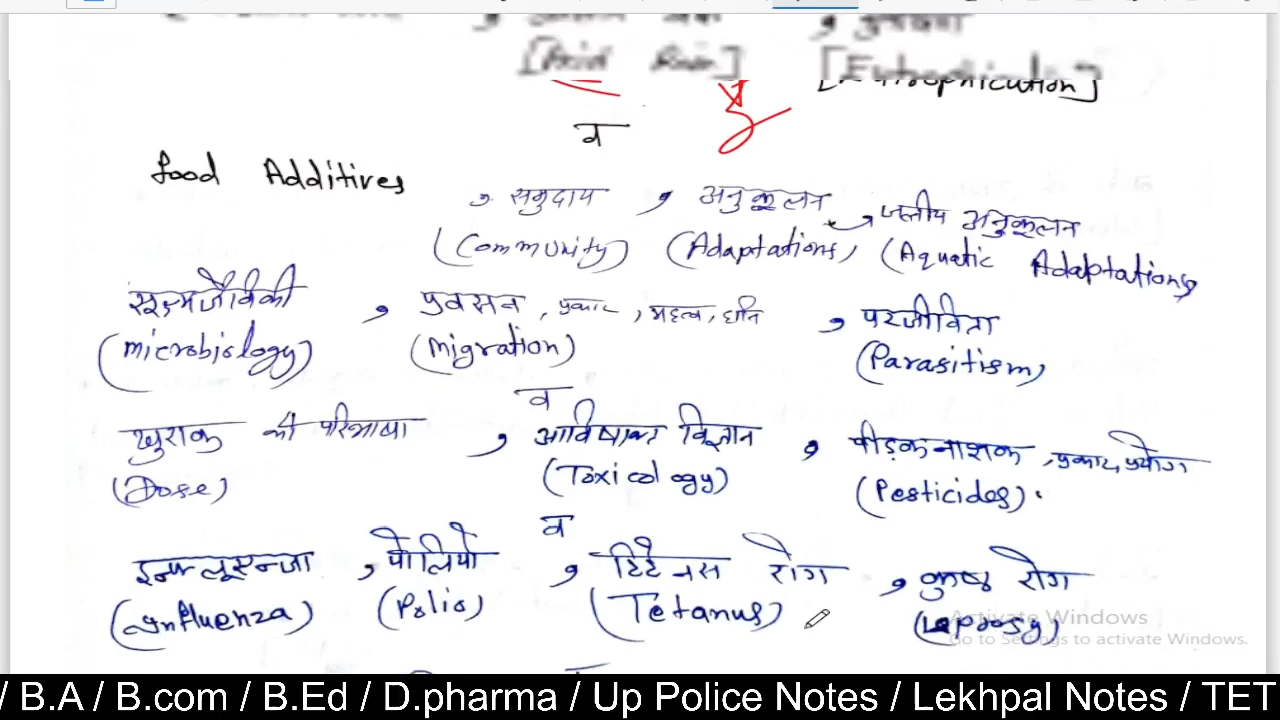 [Acid Rain] [Eutrophication]
व
food Additives
, समुदाय , अनुकूलन , जलीय अनुकूलन
(Community) (Adaptations) (Aquatic Adaptations)
सूक्ष्मजैविकी , प्रवसन , प्रकार , महत्व , हानि , परजीविता
(microbiology) (migration) (Parasitism)
व
खुराक की परिभाषा , आविषाक्त विज्ञान , पीड़कनाशक , प्रकार, प्रयोग
(Dose) (Toxicology) (Pesticides)
व
इन्फ्लूएन्जा , पोलियो , टिटेनस रोग , कुष्ठ रोग
(Influenza) (Polio) (Tetanus) (Leprosy)
Activate Windows
Go to Settings to activate Windows.
/ B.A / B.com / B.Ed / D.pharma / Up Police Notes / Lekhpal Notes / TET